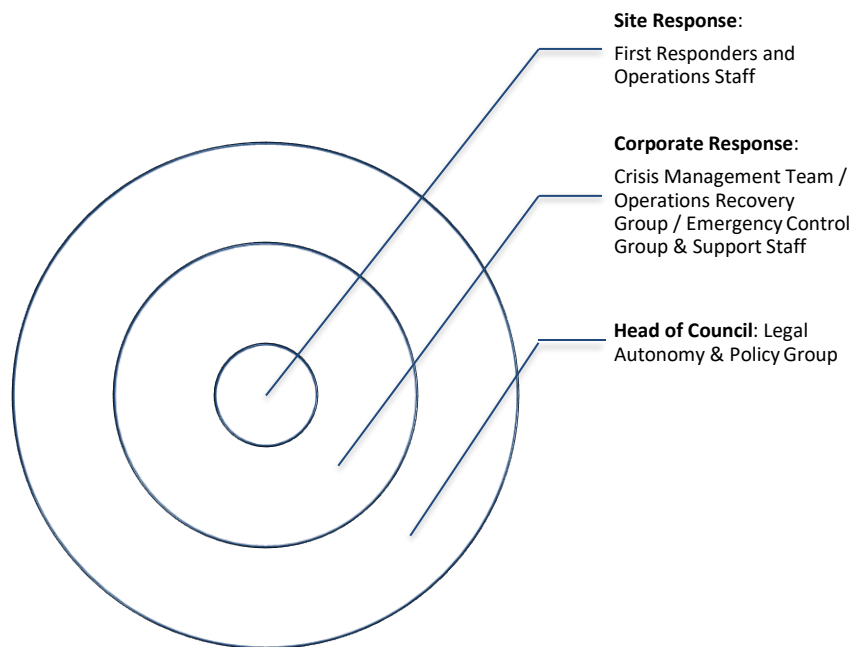 Site Response:
First Responders and
Operations Staff
Corporate Response:
Crisis Management Team /
Operations Recovery
Group / Emergency Control
Group & Support Staff
Head of Council: Legal
Autonomy & Policy Group